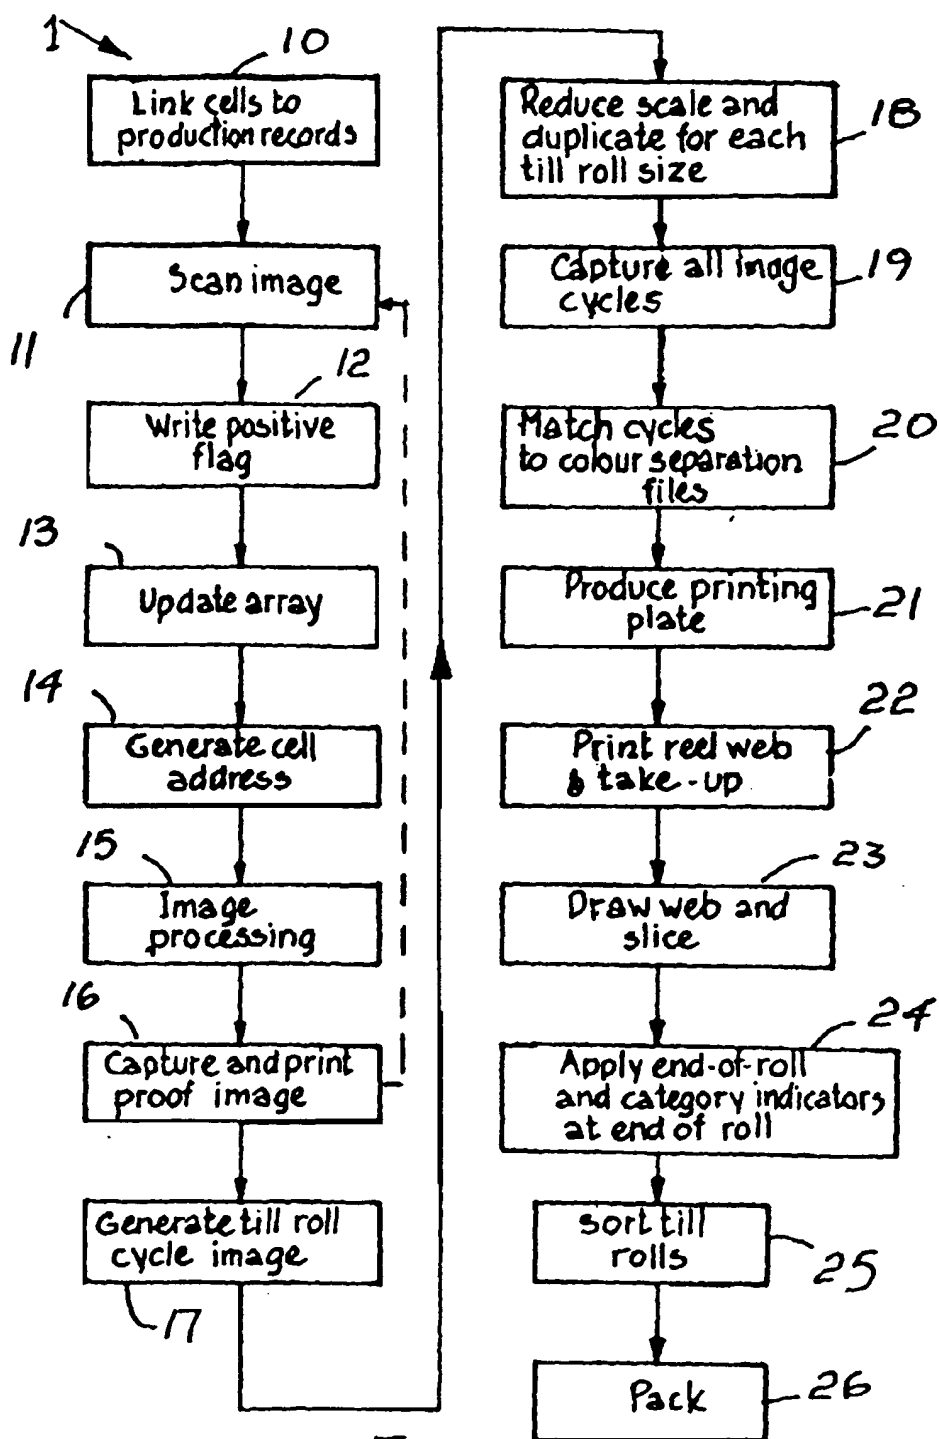 1
10
Link cells to
production records
Scan image
11
12
Write positive
flag
13
Update array
14
Generate cell
address
15
Image
processing
16
Capture and print
proof image
Generate till roll
cycle image
17
Reduce scale and
duplicate for each
till roll size
18
Capture all image
cycles
19
Match cycles
to colour separation
files
20
Produce printing
plate
21
22
Print reel web
& take-up
23
Draw web and
slice
24
Apply end-of-roll
and category indicators
at end of roll
Sort till
rolls
25
Pack
26